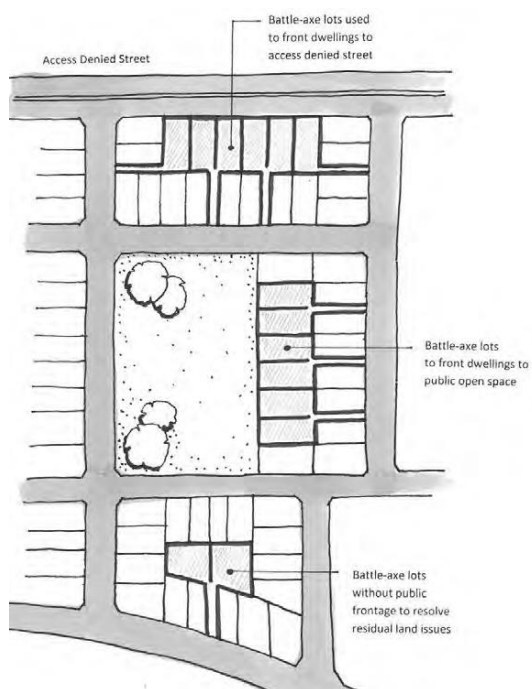 Battle-axe lots used
to front dwellings to
access denied street
Access Denied Street
Battle-axe lots
to front dwellings to
public open space
Battle-axe lots
without public
frontage to resolve
residual land issues